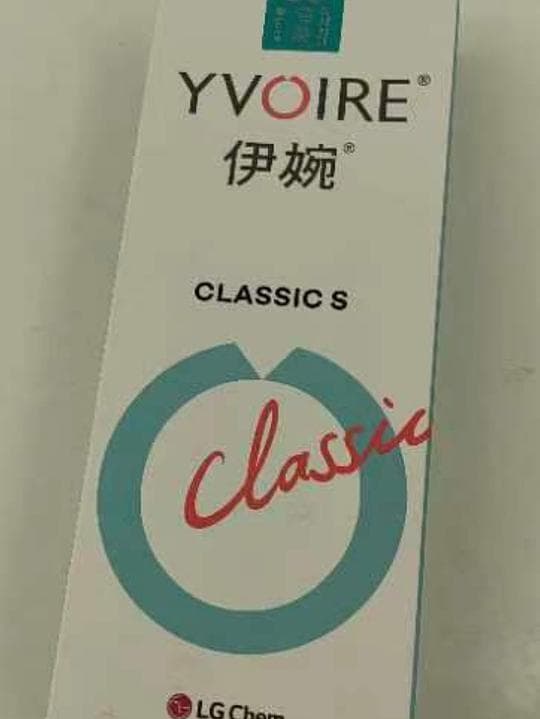 YVOIRE®
伊婉®
CLASSIC S
Classic
LG Chem